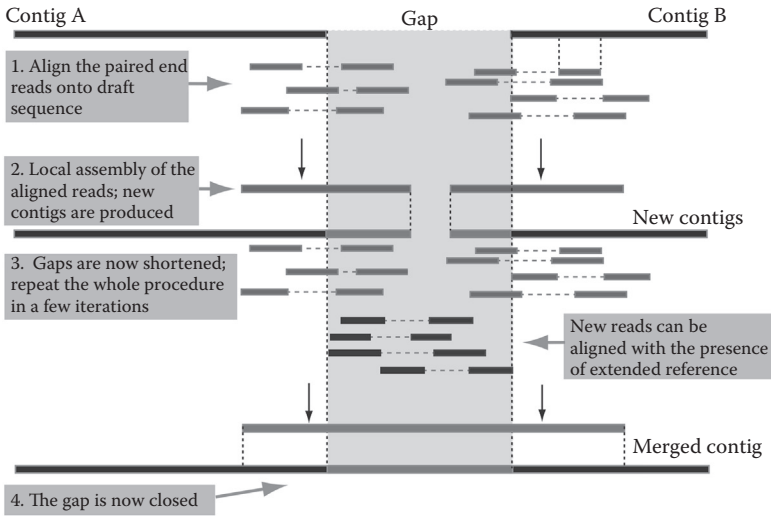 Contig A
Gap
Contig B
1. Align the paired end
reads onto draft
sequence
2. Local assembly of the
aligned reads; new
contigs are produced
New contigs
3. Gaps are now shortened;
repeat the whole procedure
in a few iterations
New reads can be
aligned with the presence
of extended reference
Merged contig
4. The gap is now closed